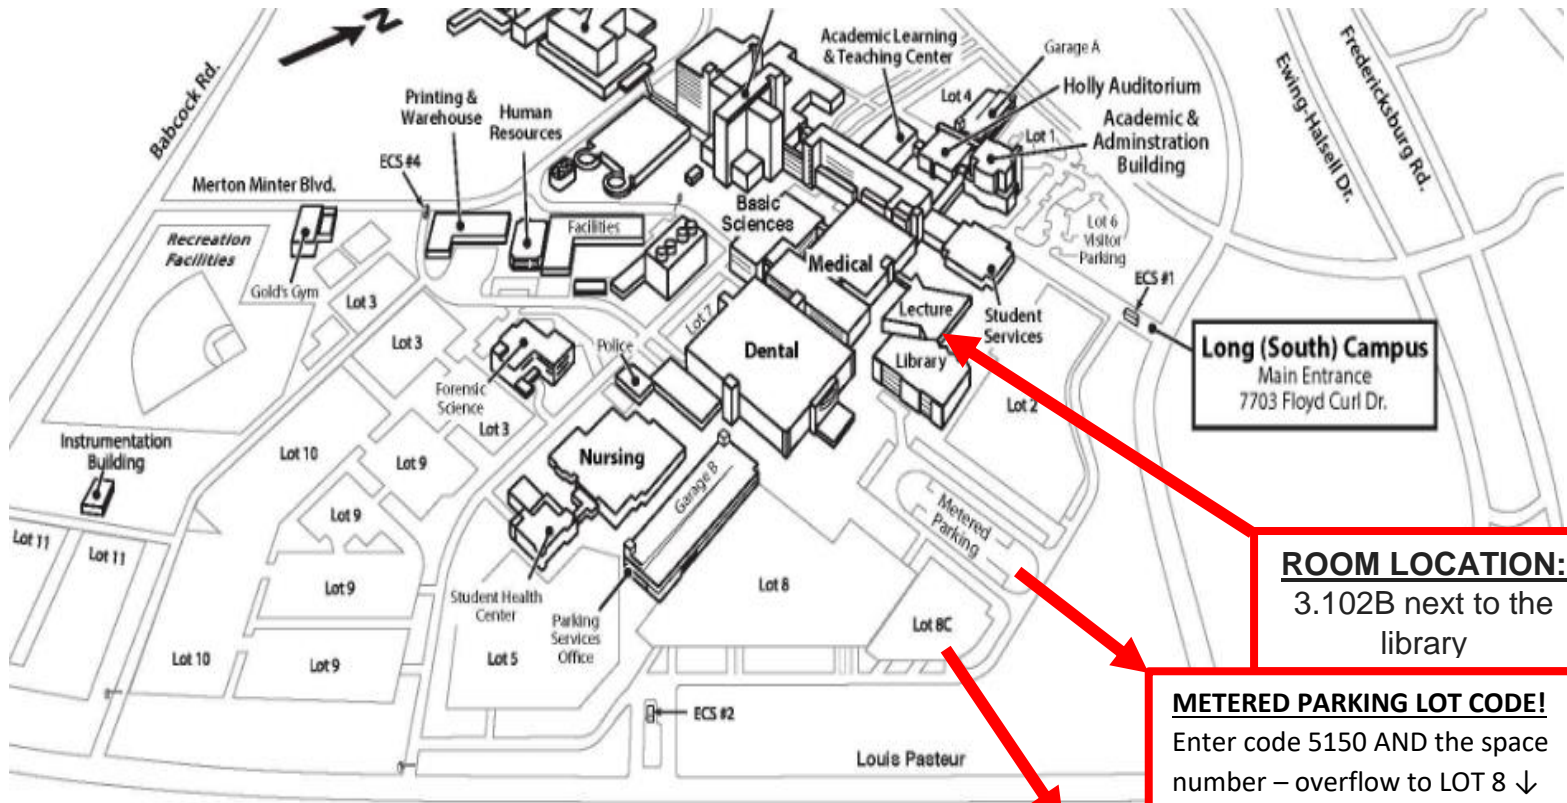 N
Babcock Rd.
Printing &
Warehouse
Human
Resources
ECS #4
Merton Minter Blvd.
Academic Learning
& Teaching Center
Garage A
Lot 4
Holly Auditorium
Lot 1
Academic &
Adminstration
Building
Ewing-Halsell Dr.
Fredericksburg Rd.
Recreation
Facilities
Gold's Gym
Facilities
Basic
Sciences
Medical
Lot 6
Visitor
Parking
ECS #1
Lot 3
Lot 3
Lot 7
Lecture
Student
Services
Police
Dental
Library
Long (South) Campus
Main Entrance
7703 Floyd Curl Dr.
Forensic
Science
Lot 3
Lot 2
Instrumentation
Building
Lot 10
Lot 9
Nursing
Garage B
Metered
Parking
Lot 9
Lot 11
Lot 11
Lot 9
Student Health
Center
Parking
Services
Office
Lot 8
Lot 8C
Lot 10
Lot 9
Lot 5
ECS #2
Louis Pasteur
ROOM LOCATION:
3.102B next to the
library
METERED PARKING LOT CODE!
Enter code 5150 AND the space
number – overflow to LOT 8 ↓